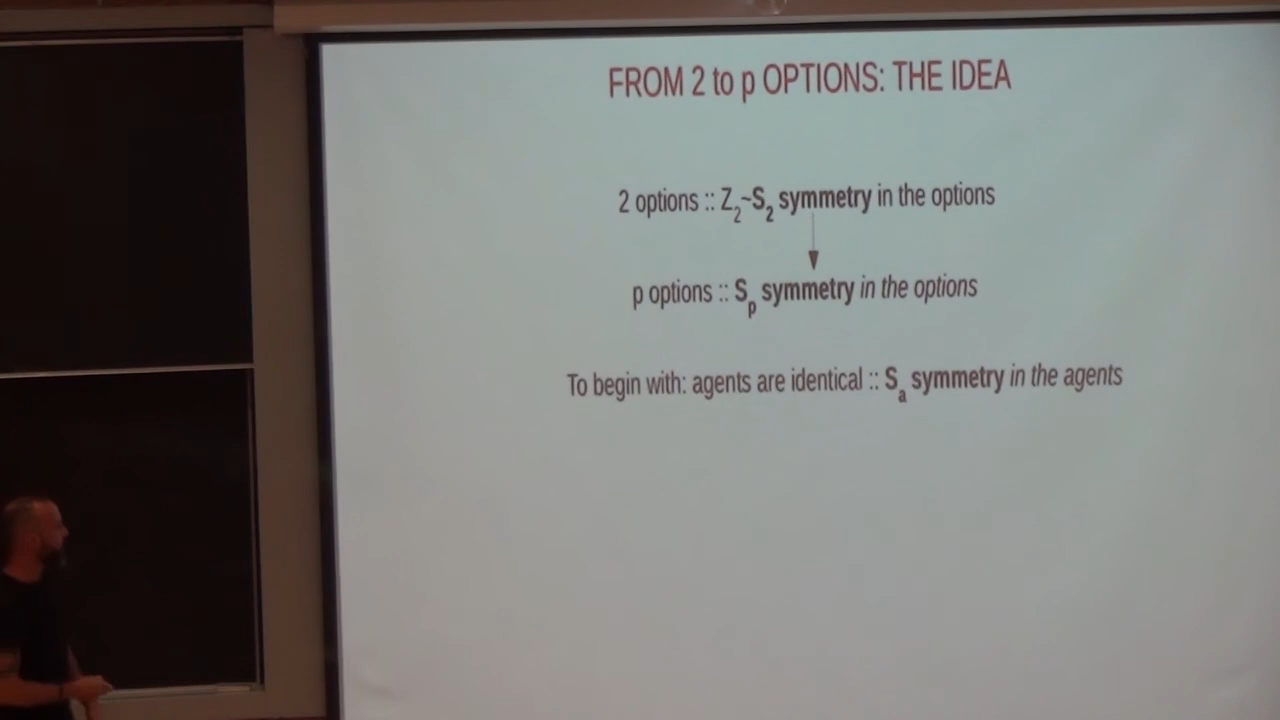 FROM 2 to p OPTIONS: THE IDEA
2 options :: Z₂~S₂ symmetry in the options
p options :: Sₚ symmetry in the options
To begin with: agents are identical :: Sₐ symmetry in the agents